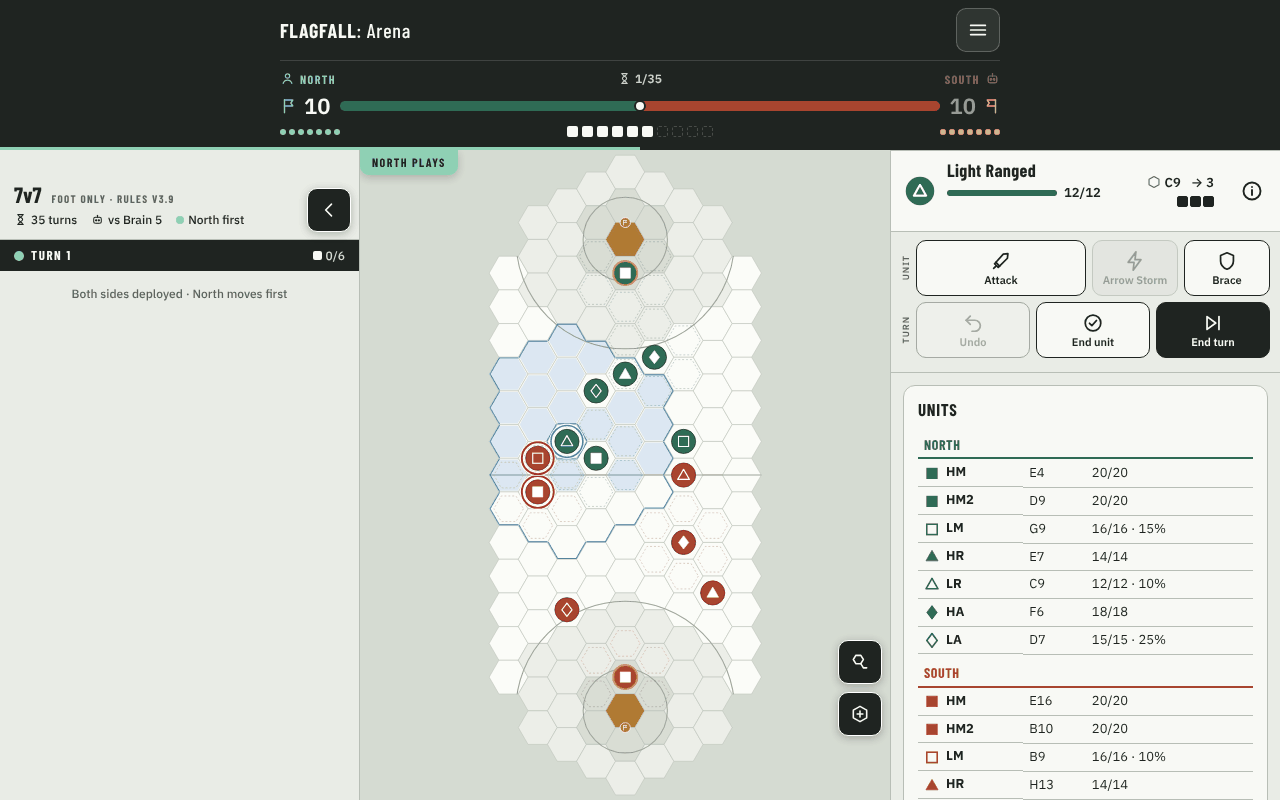 FLAGFALL: Arena
NORTH
1/35
SOUTH
10
10
NORTH PLAYS
7v7 FOOT ONLY · RULES V3.9
35 turns vs Brain 5 North first
TURN 1 0/6
Both sides deployed · North moves first
Light Ranged
12/12
C9 → 3
UNIT
Attack
Arrow Storm
Brace
TURN
Undo
End unit
End turn
UNITS
NORTH
HM E4 20/20
HM2 D9 20/20
LM G9 16/16 · 15%
HR E7 14/14
LR C9 12/12 · 10%
HA F6 18/18
LA D7 15/15 · 25%
SOUTH
HM E16 20/20
HM2 B10 20/20
LM B9 16/16 · 10%
HR H13 14/14